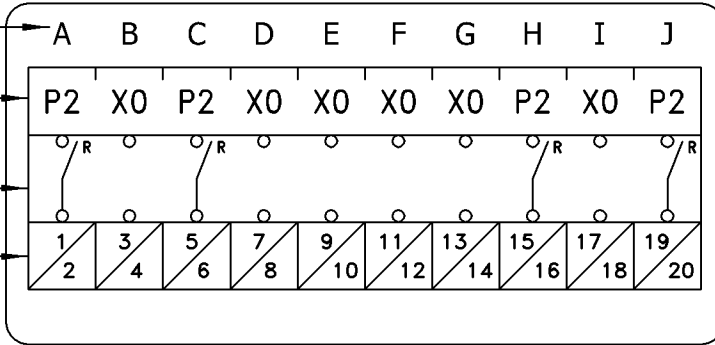 A B C D E F G H I J
P2 X0 P2 X0 X0 X0 X0 P2 X0 P2
R R R R
1 3 5 7 9 11 13 15 17 19
2 4 6 8 10 12 14 16 18 20